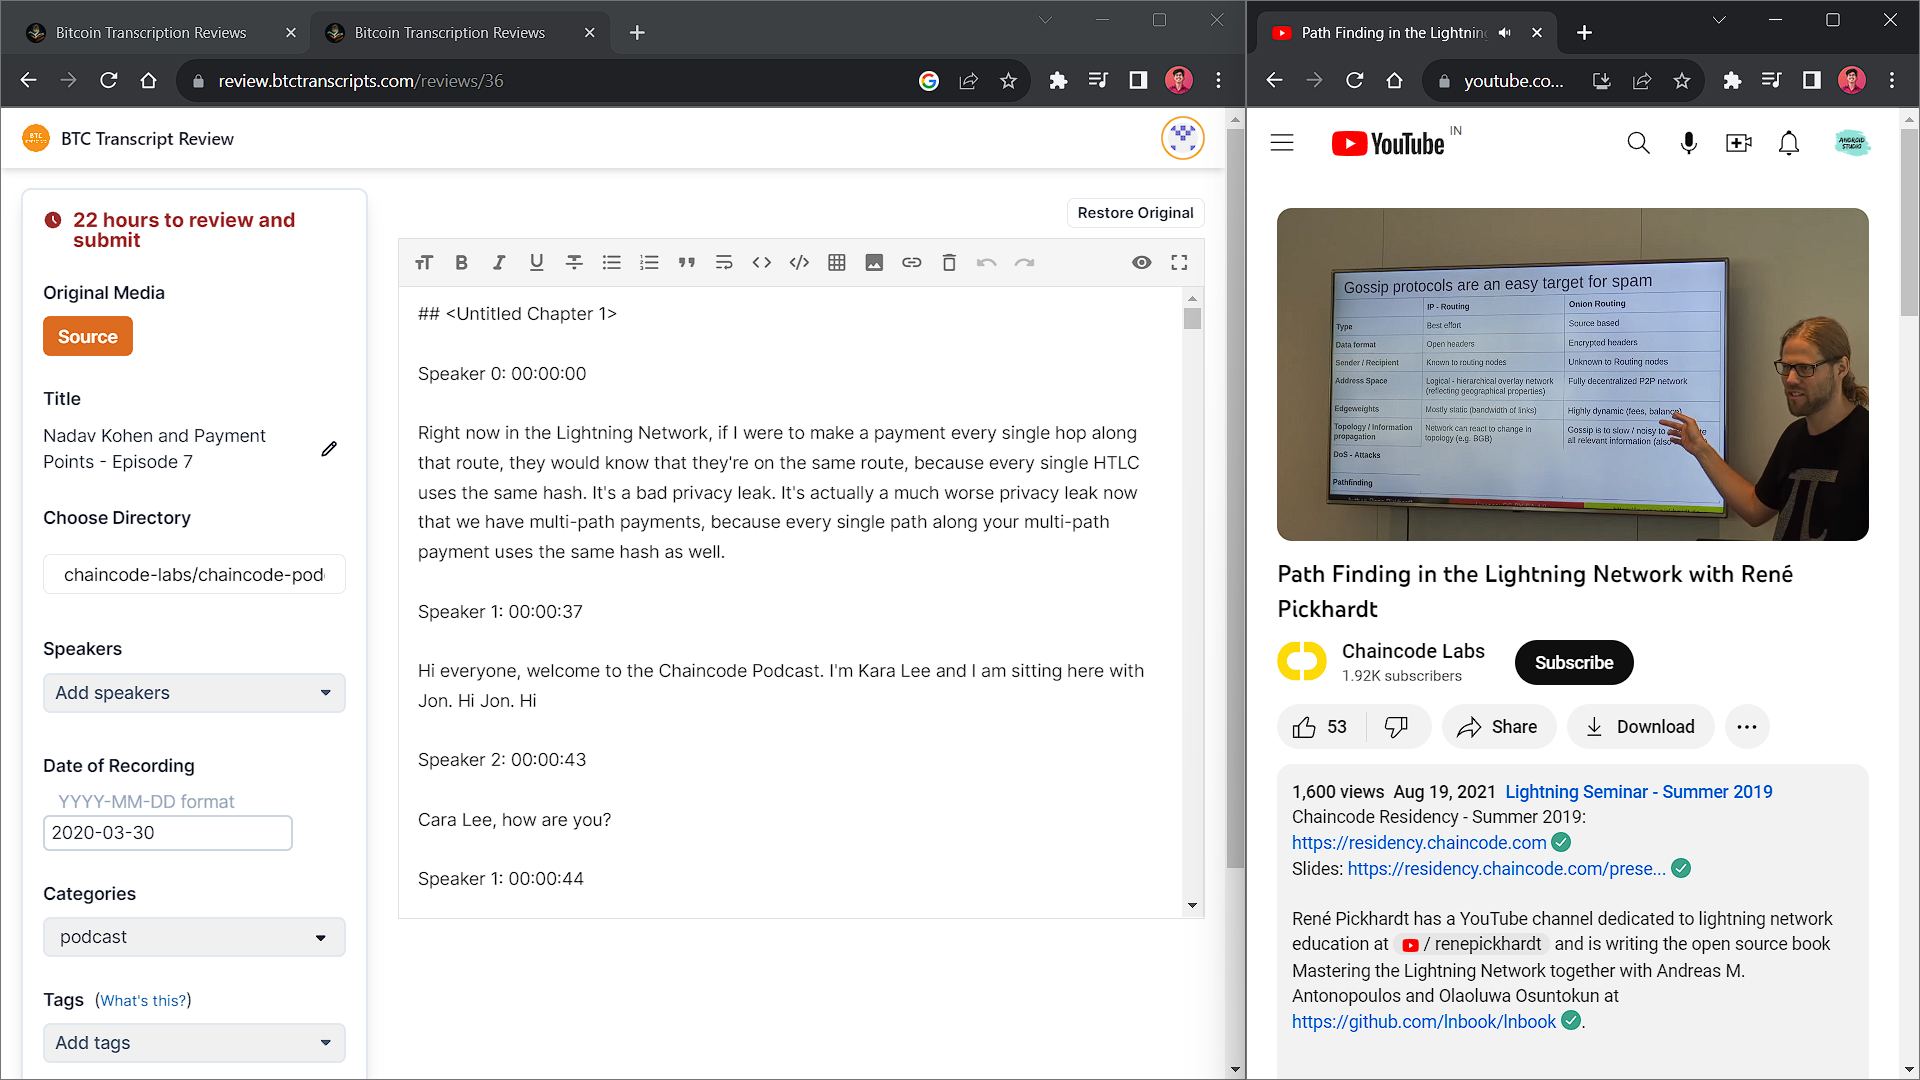 Bitcoin Transcription Reviews
Bitcoin Transcription Reviews
review.btctranscripts.com/reviews/36
BTC Transcript Review
22 hours to review and
submit
Original Media
Source
Title
Nadav Kohen and Payment
Points - Episode 7
Choose Directory
chaincode-labs/chaincode-pod
Speakers
Add speakers
Date of Recording
YYYY-MM-DD format
2020-03-30
Categories
podcast
Tags (What's this?)
Add tags
Restore Original
## <Untitled Chapter 1>
Speaker 0: 00:00:00
Right now in the Lightning Network, if I were to make a payment every single hop along
that route, they would know that they're on the same route, because every single HTLC
uses the same hash. It's a bad privacy leak. It's actually a much worse privacy leak now
that we have multi-path payments, because every single path along your multi-path
payment uses the same hash as well.
Speaker 1: 00:00:37
Hi everyone, welcome to the Chaincode Podcast. I'm Kara Lee and I am sitting here with
Jon. Hi Jon. Hi
Speaker 2: 00:00:43
Cara Lee, how are you?
Speaker 1: 00:00:44
Path Finding in the Lightning
youtube.co...
YouTube IN
ANDROID
STUDIO
Gossip protocols are an easy target for spam
IP - Routing Onion Routing
Type Best effort Source based
Data format Open headers Encrypted headers
Sender / Recipient Known to routing nodes Unknown to Routing nodes
Address Space Logical - hierarchical overlay network Fully decentralized P2P network
(reflecting geographical properties)
Edgeweights Mostly static (bandwidth of links) Highly dynamic (fees, balance)
Topology / Information Network can react to change in Gossip is to slow / noisy to
propagation topology (e.g. BGB) all relevant information (also
DoS - Attacks
Pathfinding
Path Finding in the Lightning Network with René
Pickhardt
Chaincode Labs
1.92K subscribers
Subscribe
53
Share
Download
1,600 views Aug 19, 2021 Lightning Seminar - Summer 2019
Chaincode Residency - Summer 2019:
https://residency.chaincode.com
Slides: https://residency.chaincode.com/prese...
René Pickhardt has a YouTube channel dedicated to lightning network
education at / renepickhardt and is writing the open source book
Mastering the Lightning Network together with Andreas M.
Antonopoulos and Olaoluwa Osuntokun at
https://github.com/lnbook/lnbook .